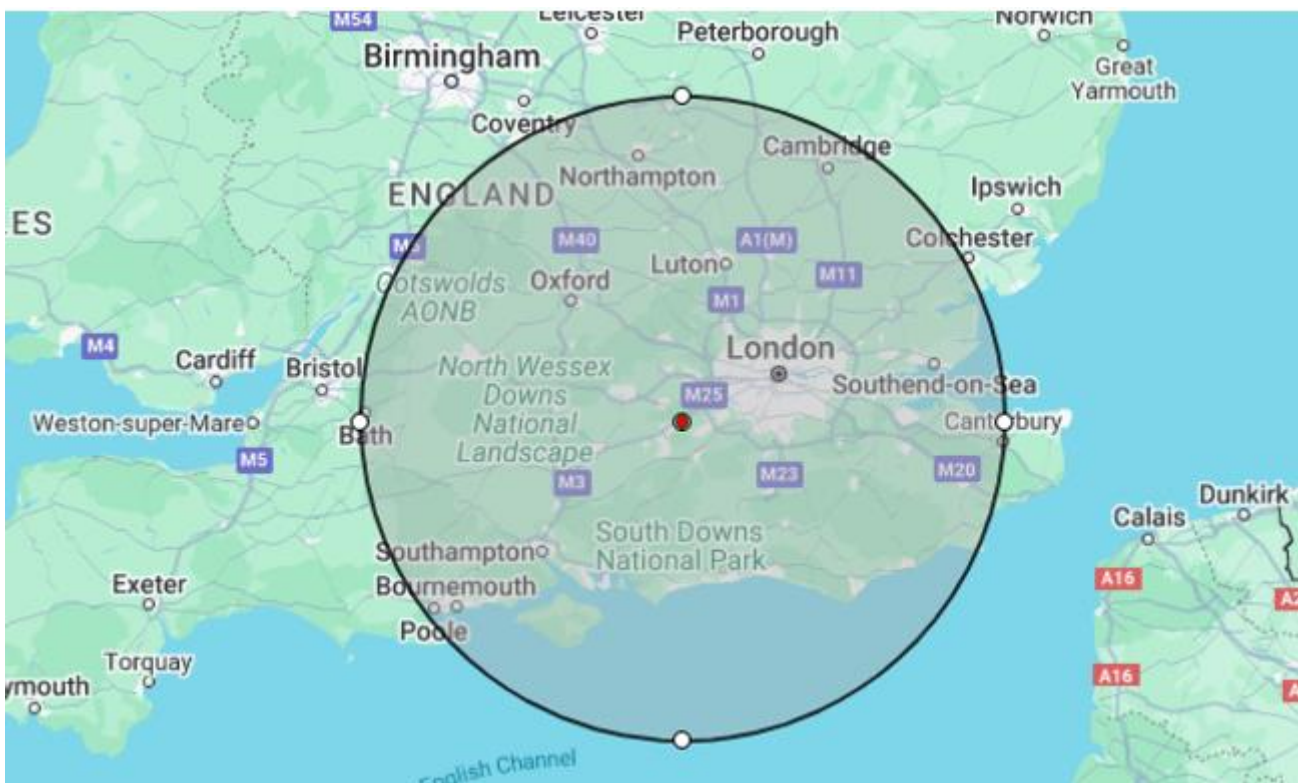 M54
Leicester
Norwich
Peterborough
Birmingham
Great
Yarmouth
Coventry
Cambridge
Northampton
Ipswich
ENGLAND
LES
M40
A1(M)
Colchester
M5
Luton
M11
Cotswolds
AONB
Oxford
M1
M4
Cardiff
Bristol
North Wessex
Downs
National
Landscape
London
Southend-on-Sea
M25
Weston-super-Mare
Bath
Canterbury
M5
M3
M23
M20
Dunkirk
Calais
South Downs
National Park
Southampton
Exeter
Bournemouth
Poole
A16
A2
Torquay
ymouth
A16
A
English Channel